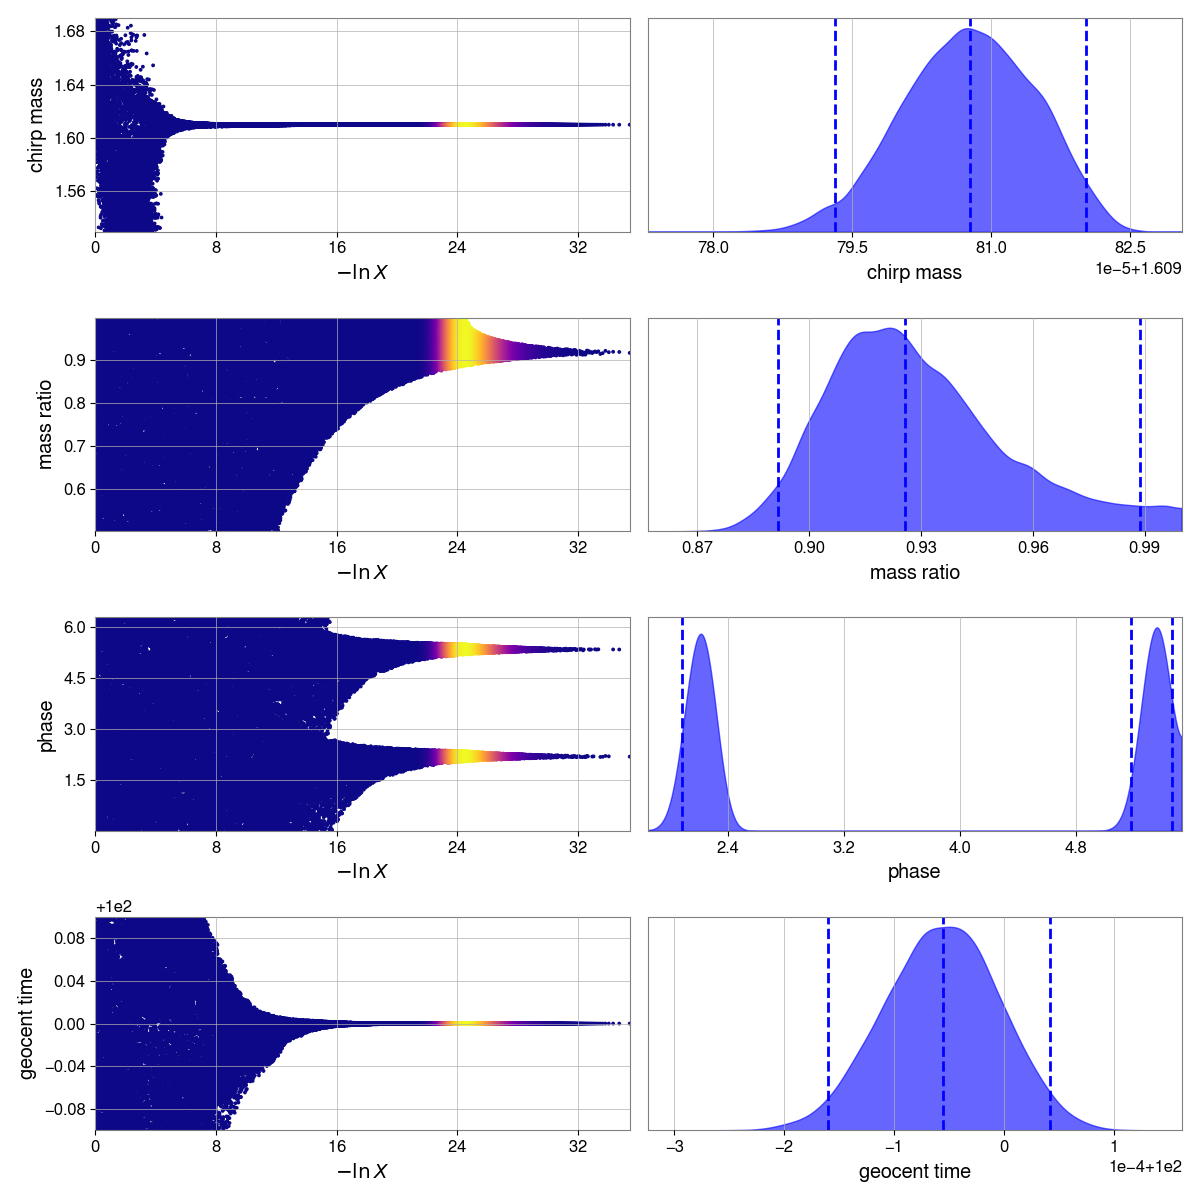 chirp mass
1.68
1.64
1.60
1.56
0 8 16 24 32
−ln X
78.0 79.5 81.0 82.5
chirp mass
1e−5+1.609
mass ratio
0.9
0.8
0.7
0.6
0 8 16 24 32
−ln X
0.87 0.90 0.93 0.96 0.99
mass ratio
phase
6.0
4.5
3.0
1.5
0 8 16 24 32
−ln X
2.4 3.2 4.0 4.8
phase
+1e2
geocent time
0.08
0.04
0.00
−0.04
−0.08
0 8 16 24 32
−ln X
−3 −2 −1 0 1
geocent time
1e−4+1e2